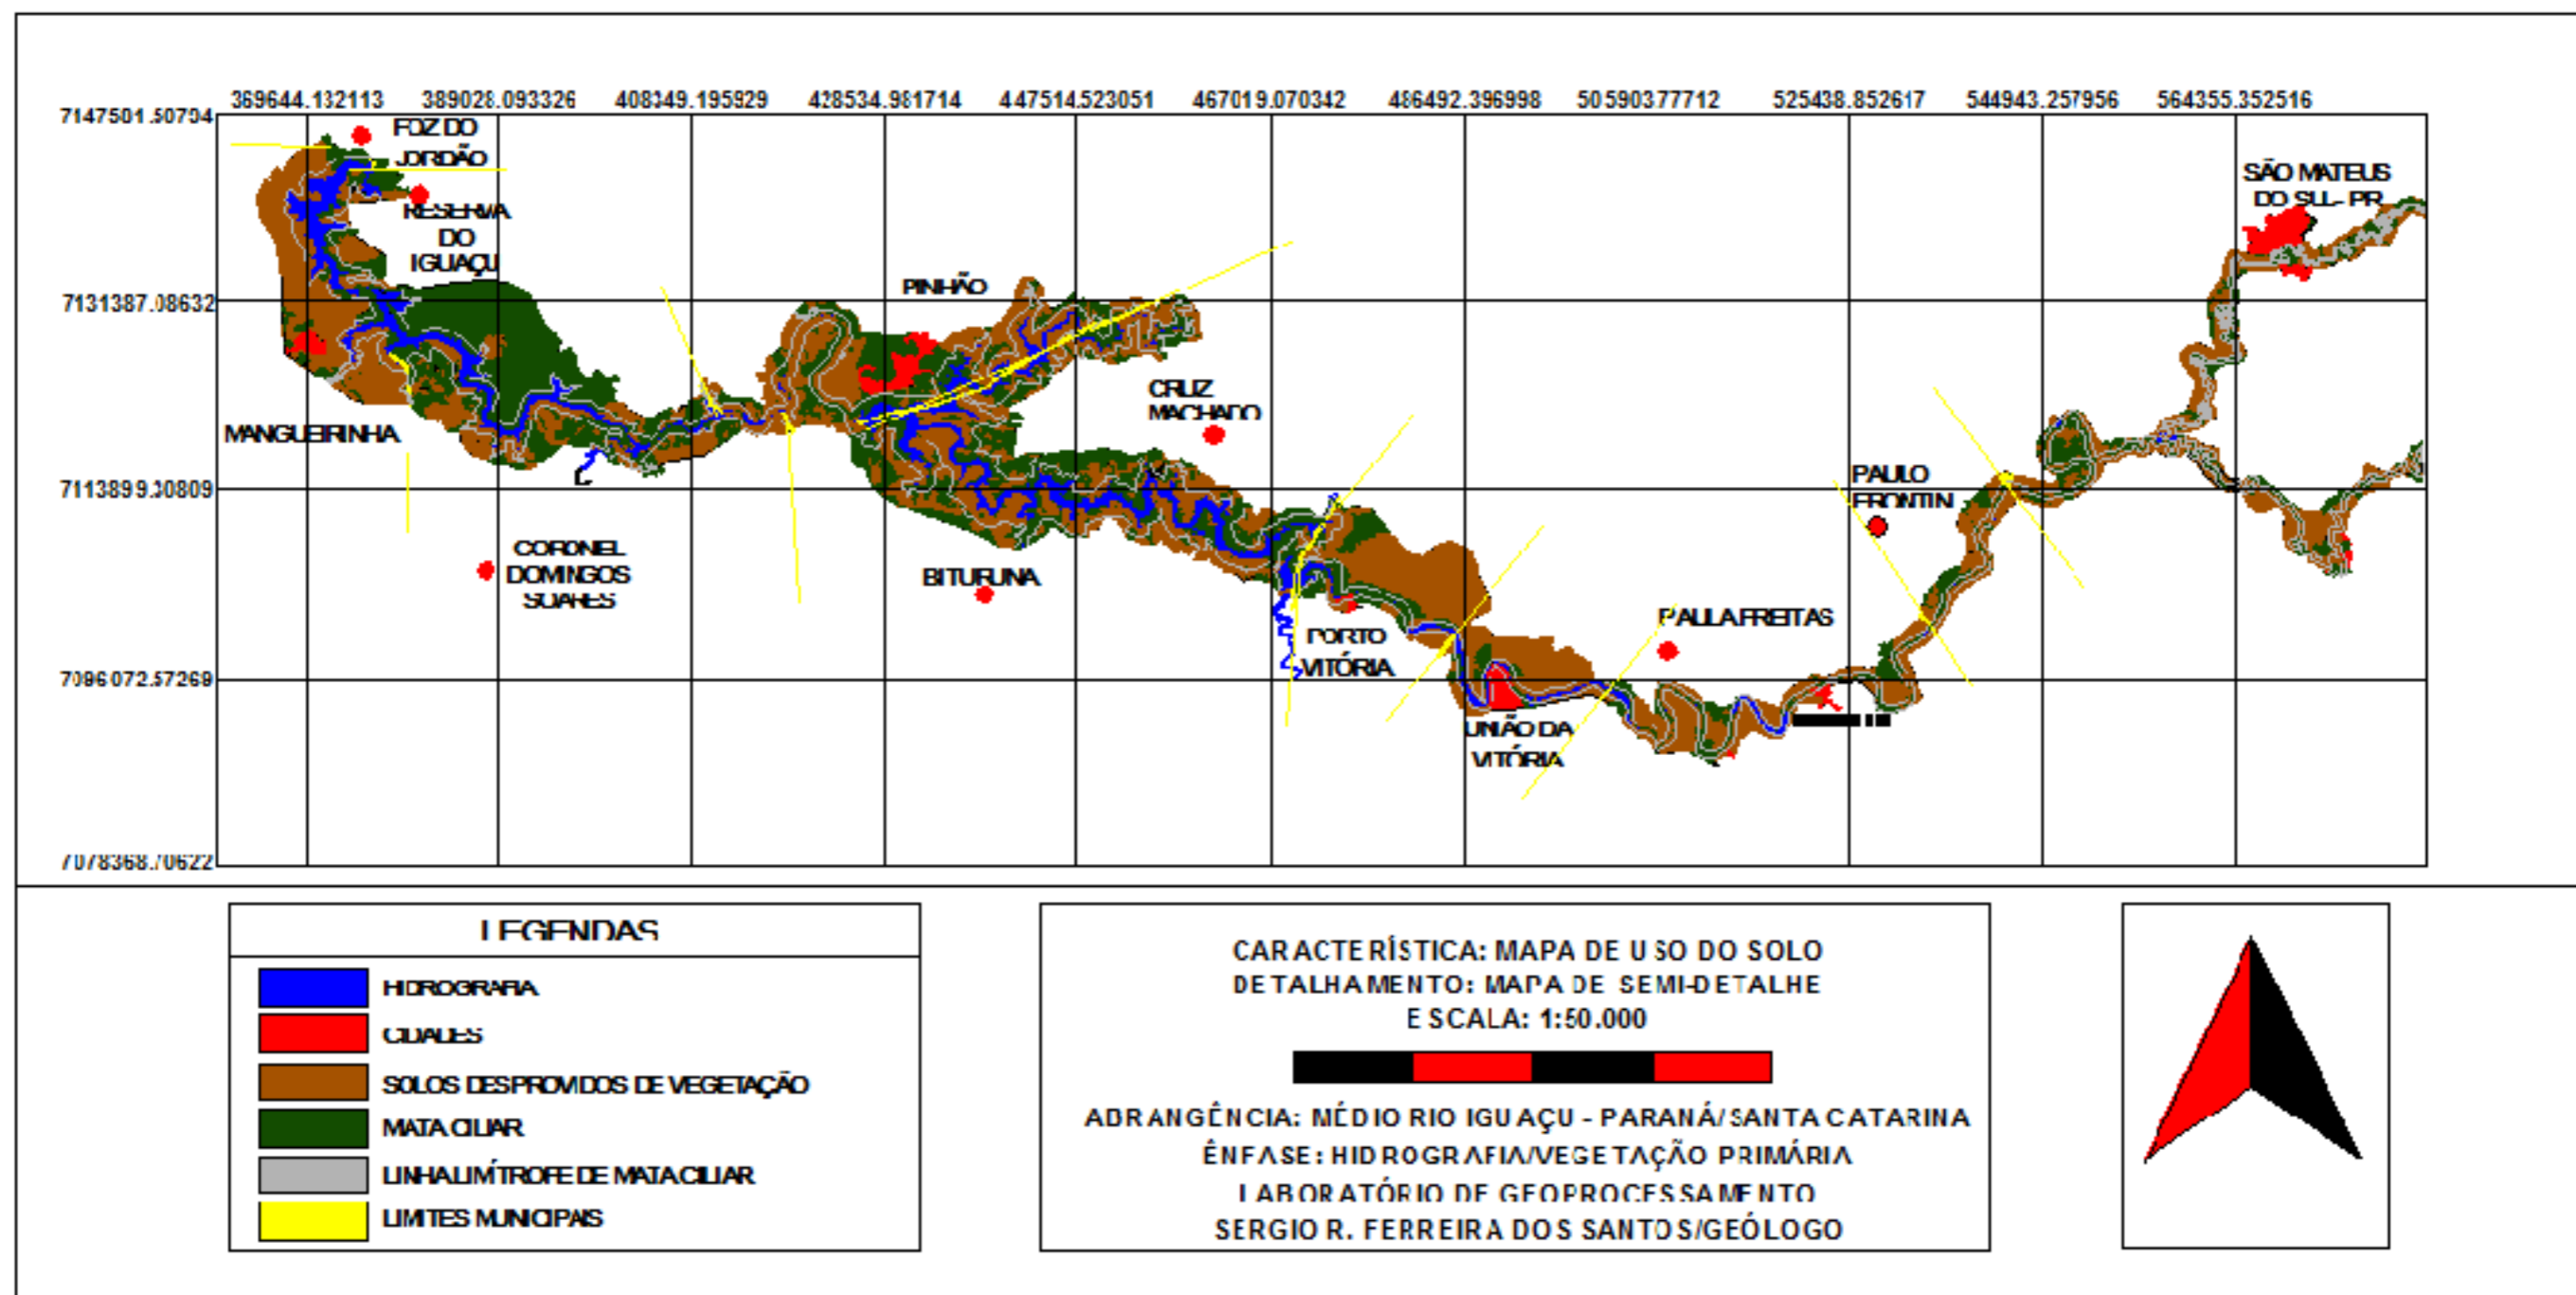 369644.132113 389028.093326 408349.195929 428534.981714 447514.523051 467019.070342 486492.396998 505903.77712 525438.852617 544943.257956 564355.352516
7147501.50794
FOZ DO
JORDÃO
RESERVA
DO
IGUAÇU
SÃO MATEUS
DO SUL - PR
7131387.08632
PINHÃO
CRUZ
MACHADO
MANGUEIRINHA
7113899.30809
PAULO
FRONTIN
CORONEL
DOMINGOS
SOARES
BITURUNA
PORTO
VITÓRIA
PAULA FREITAS
7096072.57269
UNIÃO DA
VITÓRIA
7078368.70622
LEGENDAS
HIDROGRAFIA
CIDADES
SOLOS DESPROVIDOS DE VEGETAÇÃO
MATA CILIAR
LINHA LIMÍTROFE DE MATA CILIAR
LIMITES MUNICIPAIS
CARACTERÍSTICA: MAPA DE USO DO SOLO
DETALHAMENTO: MAPA DE SEMI-DETALHE
ESCALA: 1:50.000
ABRANGÊNCIA: MÉDIO RIO IGUAÇU - PARANÁ/SANTA CATARINA
ÊNFASE: HIDROGRAFIA/VEGETAÇÃO PRIMÁRIA
LABORATÓRIO DE GEOPROCESSAMENTO
SERGIO R. FERREIRA DOS SANTOS/GEÓLOGO